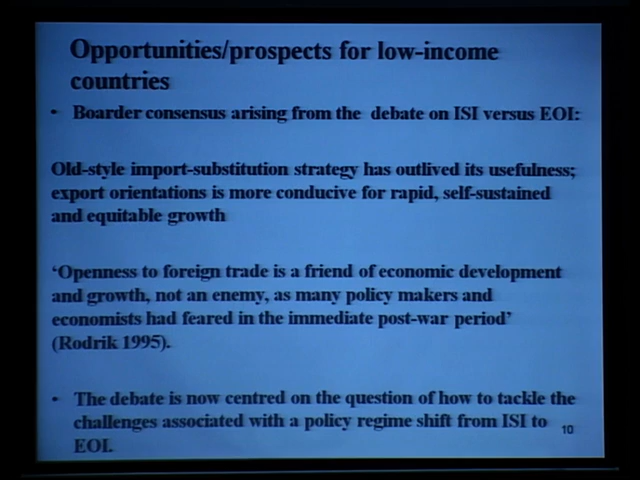 Opportunities/prospects for low-income
countries
• Boarder consensus arising from the debate on ISI versus EOI:
Old-style import-substitution strategy has outlived its usefulness;
export orientations is more conducive for rapid, self-sustained
and equitable growth
‘Openness to foreign trade is a friend of economic development
and growth, not an enemy, as many policy makers and
economists had feared in the immediate post-war period’
(Rodrik 1995).
• The debate is now centred on the question of how to tackle the
challenges associated with a policy regime shift from ISI to
EOI.
10